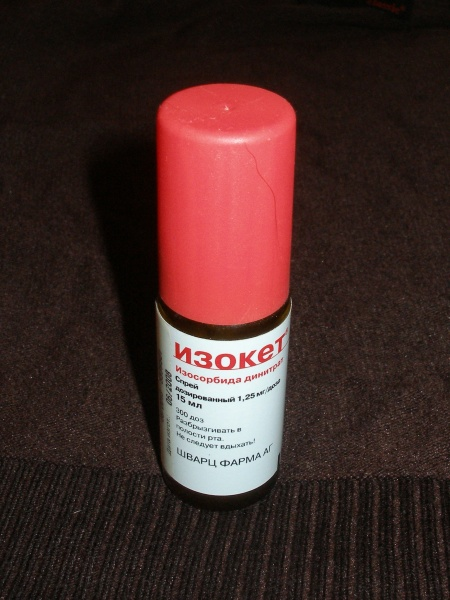 изокет®
Изосорбида динитрат
Спрей
дозированный 1,25 мг/доза
15 мл
300 доз
Разбрызгивать в
полости рта.
Не следует вдыхать!
ШВАРЦ ФАРМА АГ